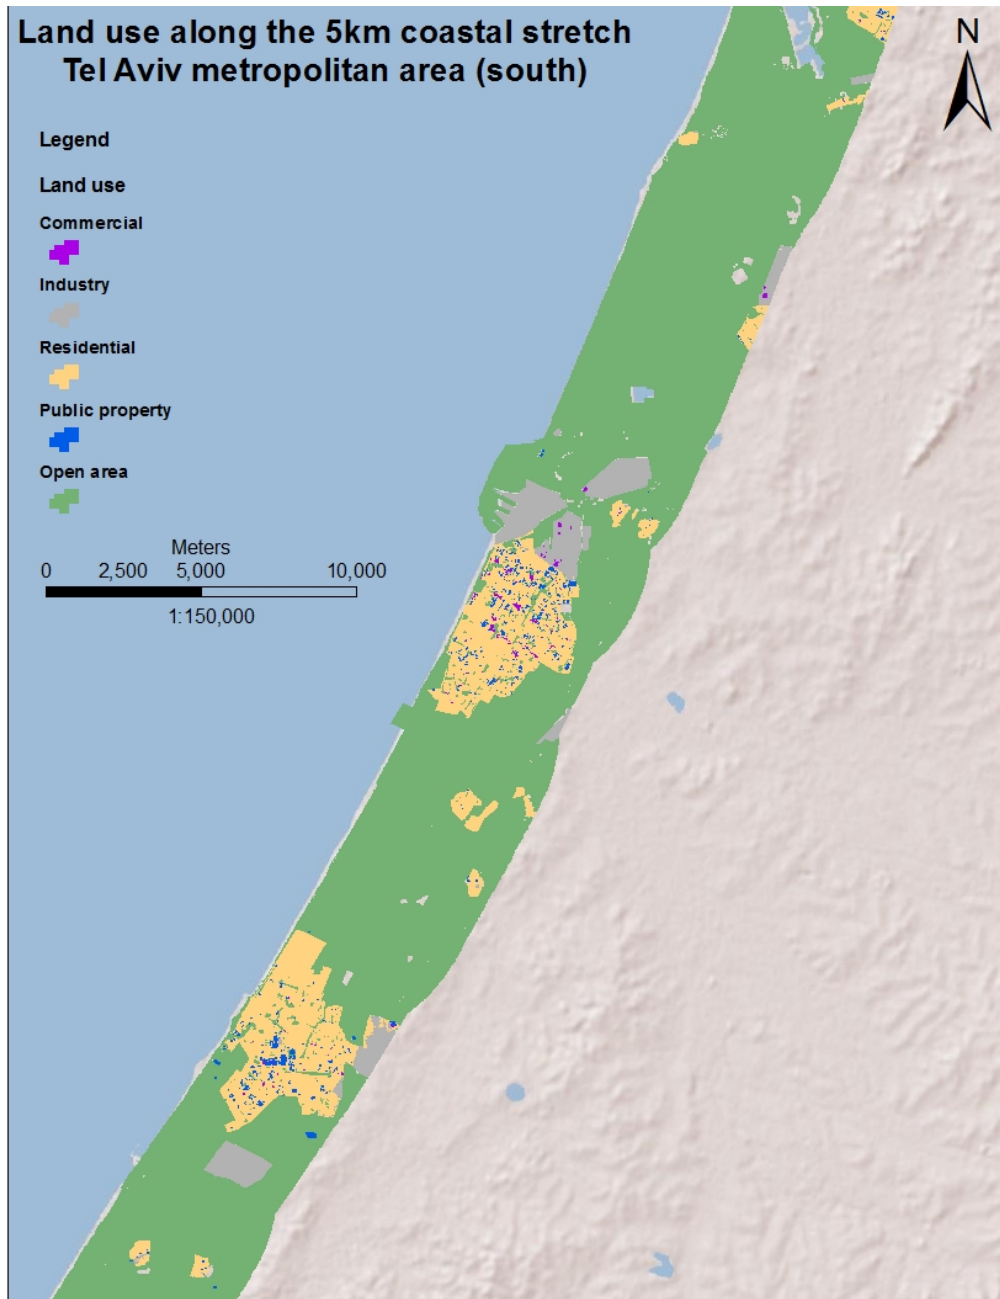 Land use along the 5km coastal stretch
Tel Aviv metropolitan area (south)
N
Legend
Land use
Commercial
Industry
Residential
Public property
Open area
Meters
0 2,500 5,000 10,000
1:150,000